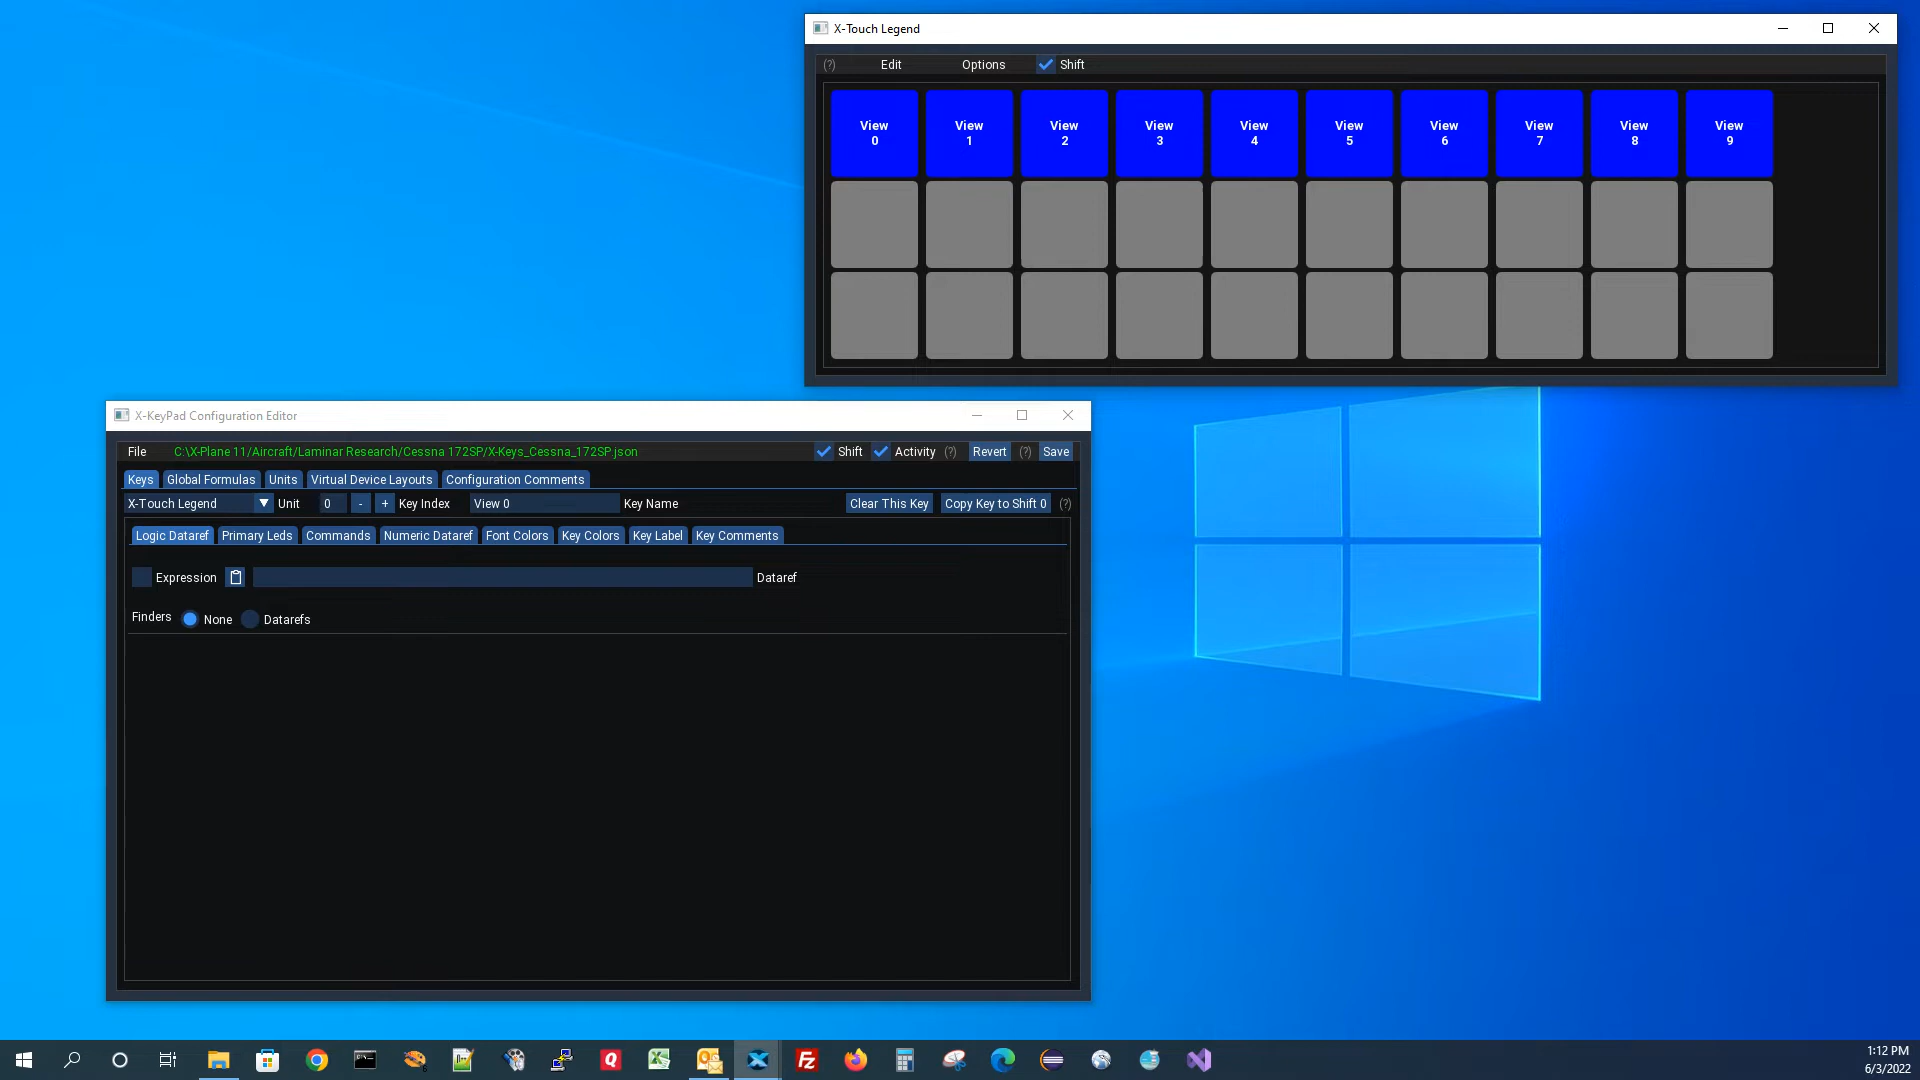 X-Touch Legend
(?) Edit Options Shift
View 0
View 1
View 2
View 3
View 4
View 5
View 6
View 7
View 8
View 9
X-KeyPad Configuration Editor
File C:\X-Plane 11/Aircraft/Laminar Research/Cessna 172SP/X-Keys_Cessna_172SP.json Shift Activity (?) Revert (?) Save
Keys Global Formulas Units Virtual Device Layouts Configuration Comments
X-Touch Legend Unit 0 - + Key Index View 0 Key Name Clear This Key Copy Key to Shift 0 (?)
Logic Dataref Primary Leds Commands Numeric Dataref Font Colors Key Colors Key Label Key Comments
Expression Dataref
Finders None Datarefs
1:12 PM
6/3/2022